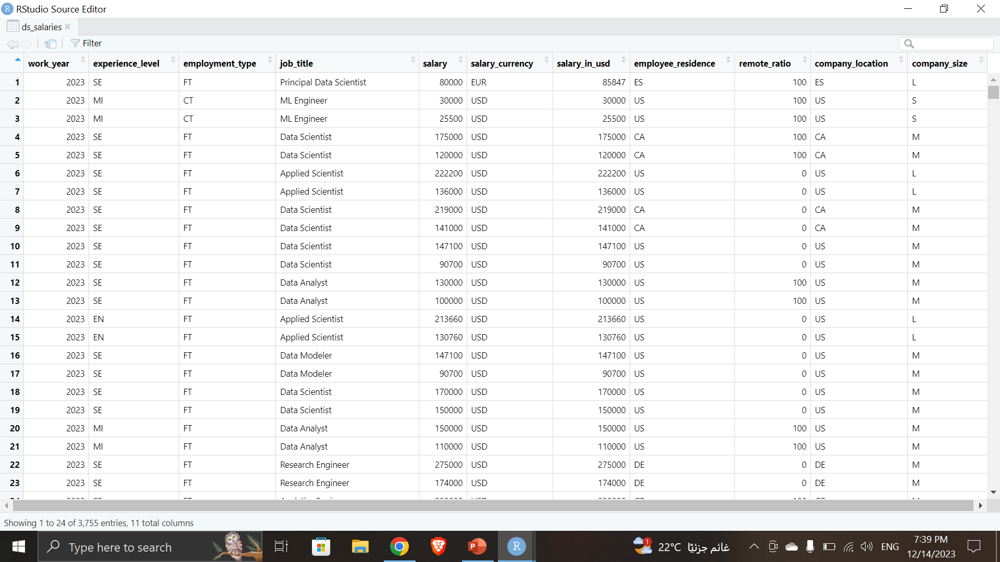 RStudio Source Editor
ds_salaries
Filter
work_year experience_level employment_type job_title salary salary_currency salary_in_usd employee_residence remote_ratio company_location company_size
1 2023 SE FT Principal Data Scientist 80000 EUR 85847 ES 100 ES L
2 2023 MI CT ML Engineer 30000 USD 30000 US 100 US S
3 2023 MI CT ML Engineer 25500 USD 25500 US 100 US S
4 2023 SE FT Data Scientist 175000 USD 175000 CA 100 CA M
5 2023 SE FT Data Scientist 120000 USD 120000 CA 100 CA M
6 2023 SE FT Applied Scientist 222200 USD 222200 US 0 US L
7 2023 SE FT Applied Scientist 136000 USD 136000 US 0 US L
8 2023 SE FT Data Scientist 219000 USD 219000 CA 0 CA M
9 2023 SE FT Data Scientist 141000 USD 141000 CA 0 CA M
10 2023 SE FT Data Scientist 147100 USD 147100 US 0 US M
11 2023 SE FT Data Scientist 90700 USD 90700 US 0 US M
12 2023 SE FT Data Analyst 130000 USD 130000 US 100 US M
13 2023 SE FT Data Analyst 100000 USD 100000 US 100 US M
14 2023 EN FT Applied Scientist 213660 USD 213660 US 0 US L
15 2023 EN FT Applied Scientist 130760 USD 130760 US 0 US L
16 2023 SE FT Data Modeler 147100 USD 147100 US 0 US M
17 2023 SE FT Data Modeler 90700 USD 90700 US 0 US M
18 2023 SE FT Data Scientist 170000 USD 170000 US 0 US M
19 2023 SE FT Data Scientist 150000 USD 150000 US 0 US M
20 2023 MI FT Data Analyst 150000 USD 150000 US 100 US M
21 2023 MI FT Data Analyst 110000 USD 110000 US 100 US M
22 2023 SE FT Research Engineer 275000 USD 275000 DE 0 DE M
23 2023 SE FT Research Engineer 174000 USD 174000 DE 0 DE M
Showing 1 to 24 of 3,755 entries, 11 total columns
Type here to search
1
22°C غائم جزئيًا
ENG
7:39 PM
12/14/2023